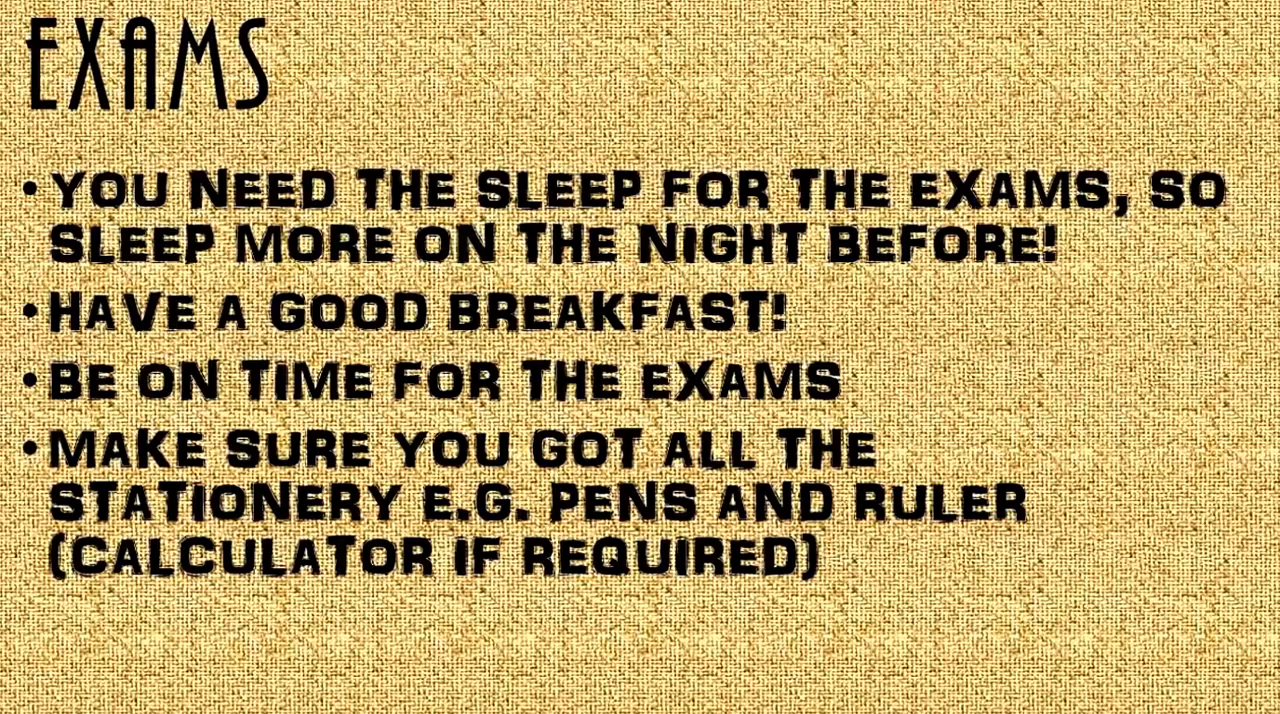 EXAMS
• YOU NEED THE SLEEP FOR THE EXAMS, SO
SLEEP MORE ON THE NIGHT BEFORE!
• HAVE A GOOD BREAKFAST!
• BE ON TIME FOR THE EXAMS
• MAKE SURE YOU GOT ALL THE
STATIONERY E.G. PENS AND RULER
(CALCULATOR IF REQUIRED)